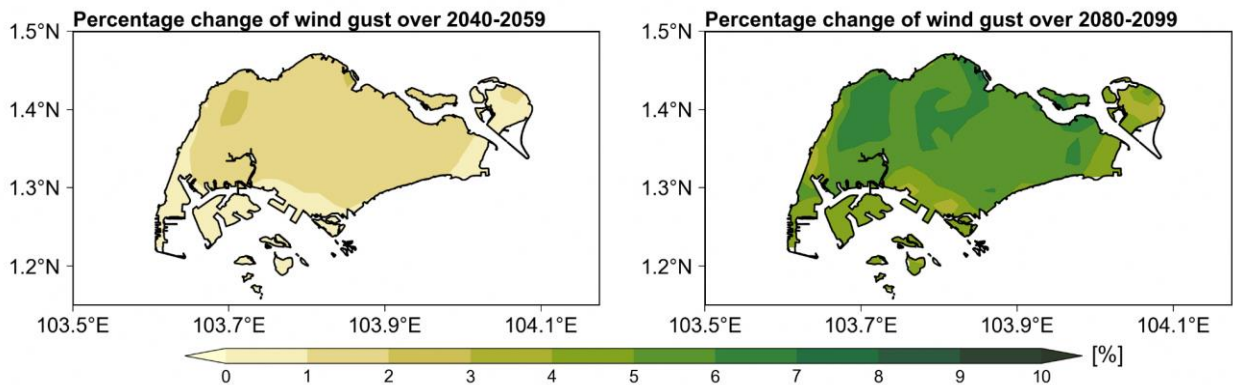 Percentage change of wind gust over 2040-2059
Percentage change of wind gust over 2080-2099
1.5°N
1.4°N
1.3°N
1.2°N
103.5°E 103.7°E 103.9°E 104.1°E
1.5°N
1.4°N
1.3°N
1.2°N
103.5°E 103.7°E 103.9°E 104.1°E
[%]
0 1 2 3 4 5 6 7 8 9 10